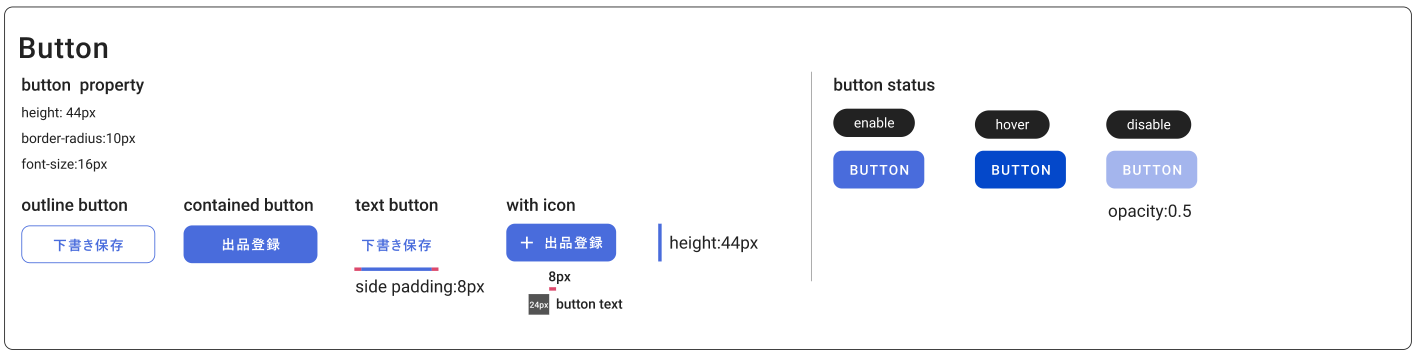 Button
button property
height: 44px
border-radius:10px
font-size:16px
outline button
下書き保存
contained button
出品登録
text button
下書き保存
side padding:8px
with icon
+ 出品登録
8px
24px button text
height:44px
button status
enable
BUTTON
hover
BUTTON
disable
BUTTON
opacity:0.5